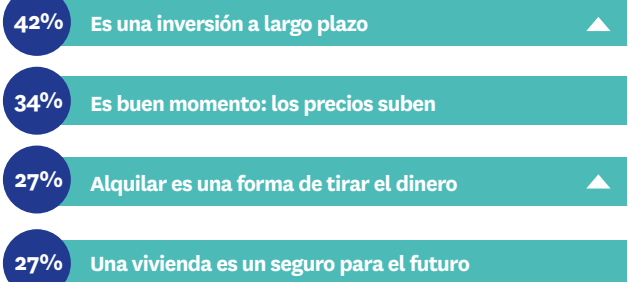 42% Es una inversión a largo plazo
34% Es buen momento: los precios suben
27% Alquilar es una forma de tirar el dinero
27% Una vivienda es un seguro para el futuro